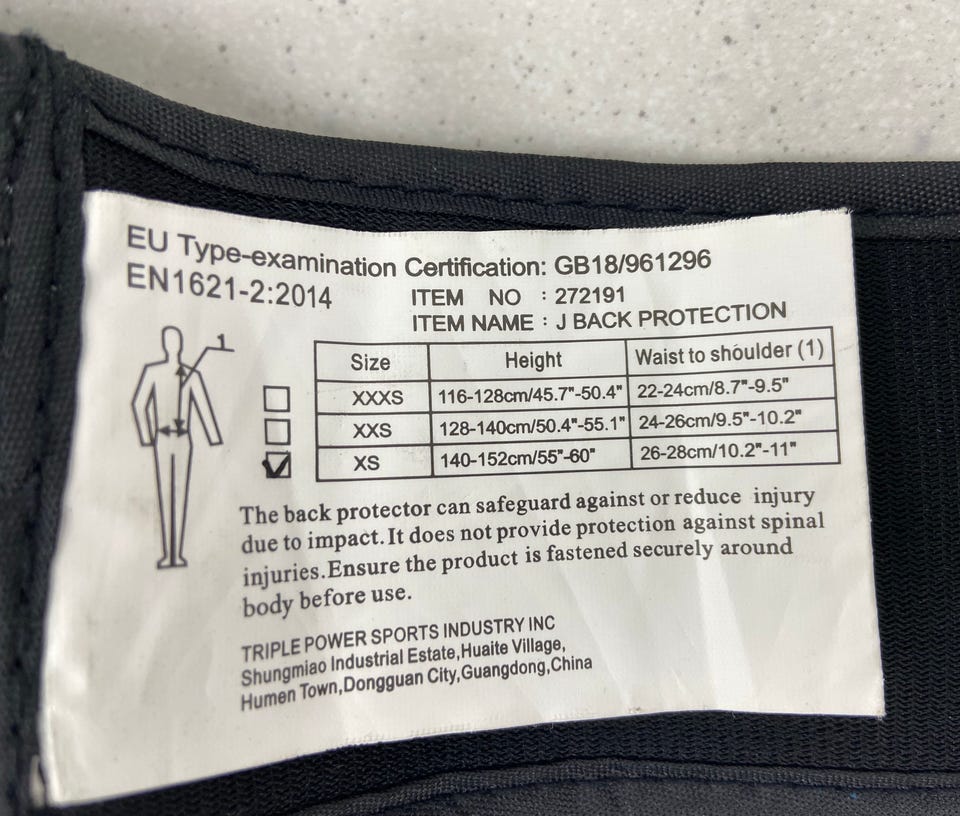 EU Type-examination Certification: GB18/961296
EN1621-2:2014
ITEM NO : 272191
ITEM NAME : J BACK PROTECTION
1
Size Height Waist to shoulder (1)
XXXS 116-128cm/45.7"-50.4" 22-24cm/8.7"-9.5"
XXS 128-140cm/50.4"-55.1" 24-26cm/9.5"-10.2"
XS 140-152cm/55"-60" 26-28cm/10.2"-11"
The back protector can safeguard against or reduce injury
due to impact.It does not provide protection against spinal
injuries.Ensure the product is fastened securely around
body before use.
TRIPLE POWER SPORTS INDUSTRY INC
Shungmiao Industrial Estate,Huaite Village,
Humen Town,Dongguan City,Guangdong,China